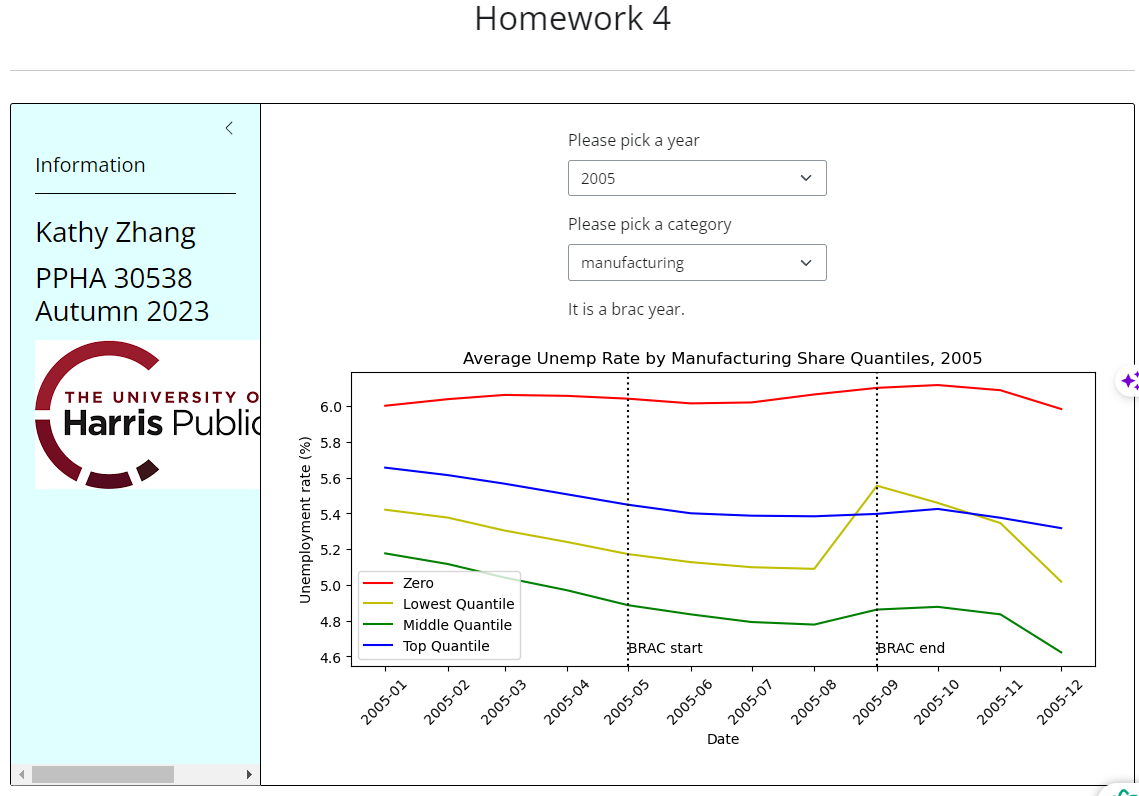 Homework 4
Information
Kathy Zhang
PPHA 30538
Autumn 2023
THE UNIVERSITY O
Harris Public
Please pick a year
2005
Please pick a category
manufacturing
It is a brac year.
Average Unemp Rate by Manufacturing Share Quantiles, 2005
Unemployment rate (%)
6.0
5.8
5.6
5.4
5.2
5.0
4.8
4.6
Zero
Lowest Quantile
Middle Quantile
Top Quantile
BRAC start
BRAC end
2005-01
2005-02
2005-03
2005-04
2005-05
2005-06
2005-07
2005-08
2005-09
2005-10
2005-11
2005-12
Date